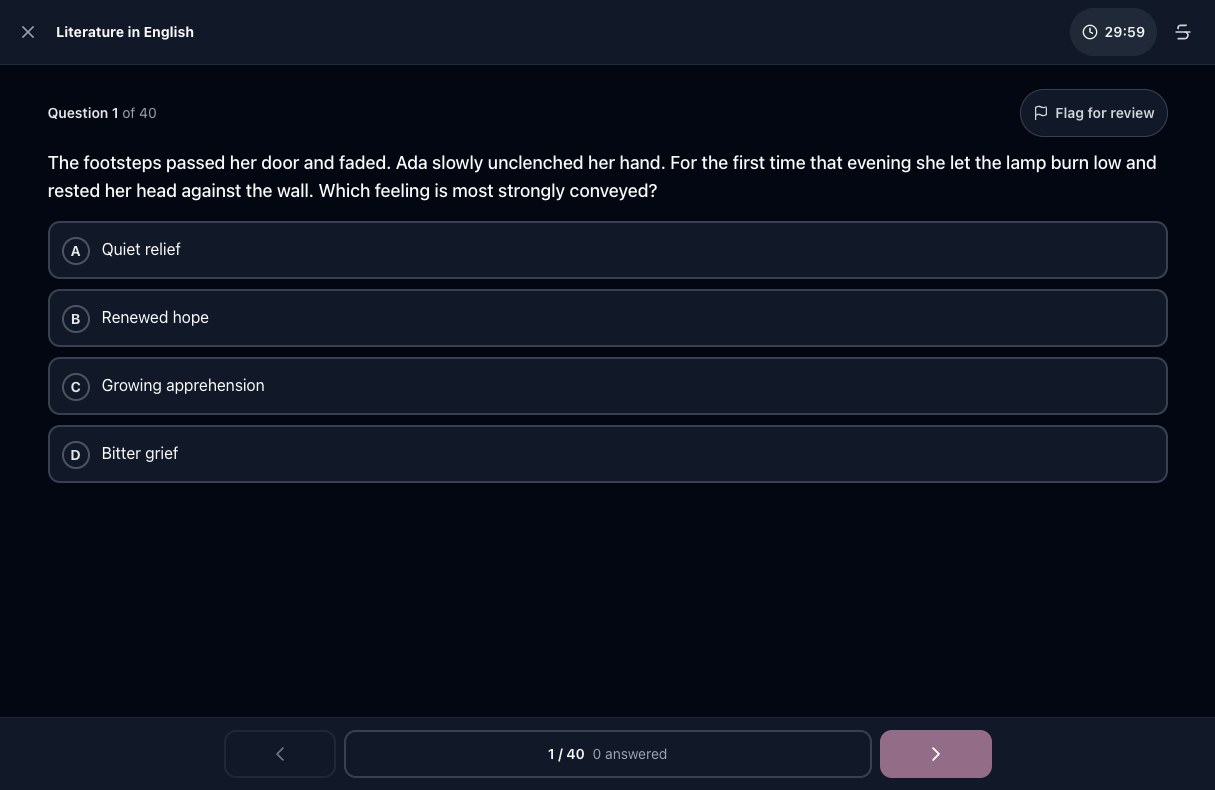 Literature in English
29:59
Question 1 of 40
Flag for review
The footsteps passed her door and faded. Ada slowly unclenched her hand. For the first time that evening she let the lamp burn low and
rested her head against the wall. Which feeling is most strongly conveyed?
A Quiet relief
B Renewed hope
C Growing apprehension
D Bitter grief
1 / 40 0 answered